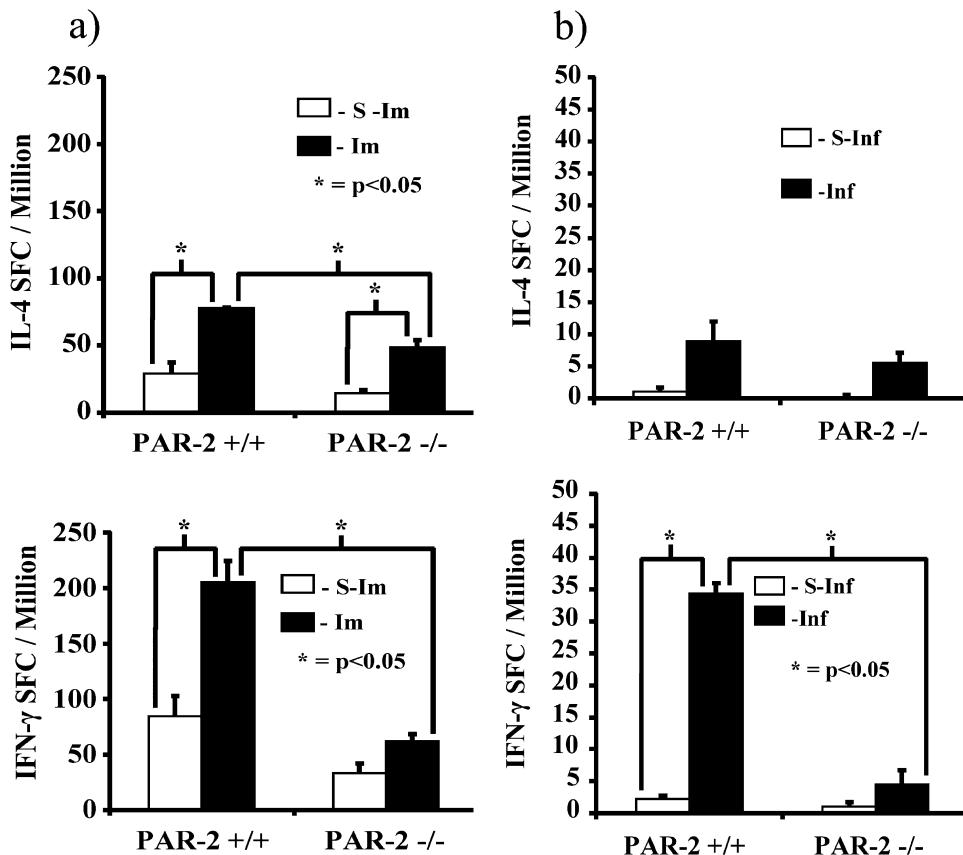 a)
250
200
150
100
50
0
IL-4 SFC / Million
- S -Im
- Im
* = p<0.05
*
*
*
PAR-2 +/+
PAR-2 -/-
b)
50
45
40
35
30
25
20
15
10
5
0
IL-4 SFC / Million
- S-Inf
-Inf
PAR-2 +/+
PAR-2 -/-
250
200
150
100
50
0
IFN-γ SFC / Million
*
*
- S-Im
- Im
* = p<0.05
PAR-2 +/+
PAR-2 -/-
50
45
40
35
30
25
20
15
10
5
0
IFN-γ SFC / Million
*
*
- S-Inf
-Inf
* = p<0.05
PAR-2 +/+
PAR-2 -/-